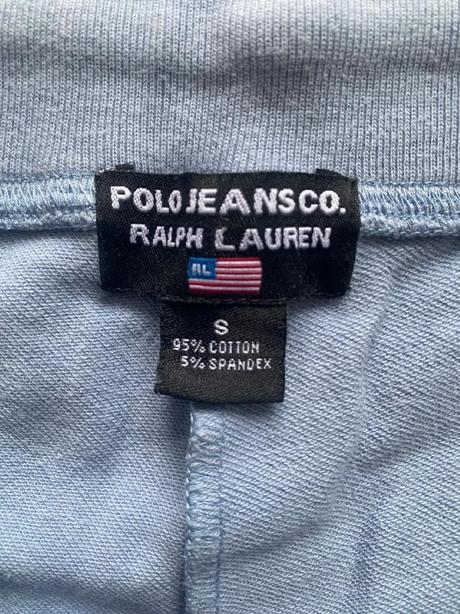 POLO JEANS CO.
RALPH LAUREN
RL
S
95% COTTON
5% SPANDEX